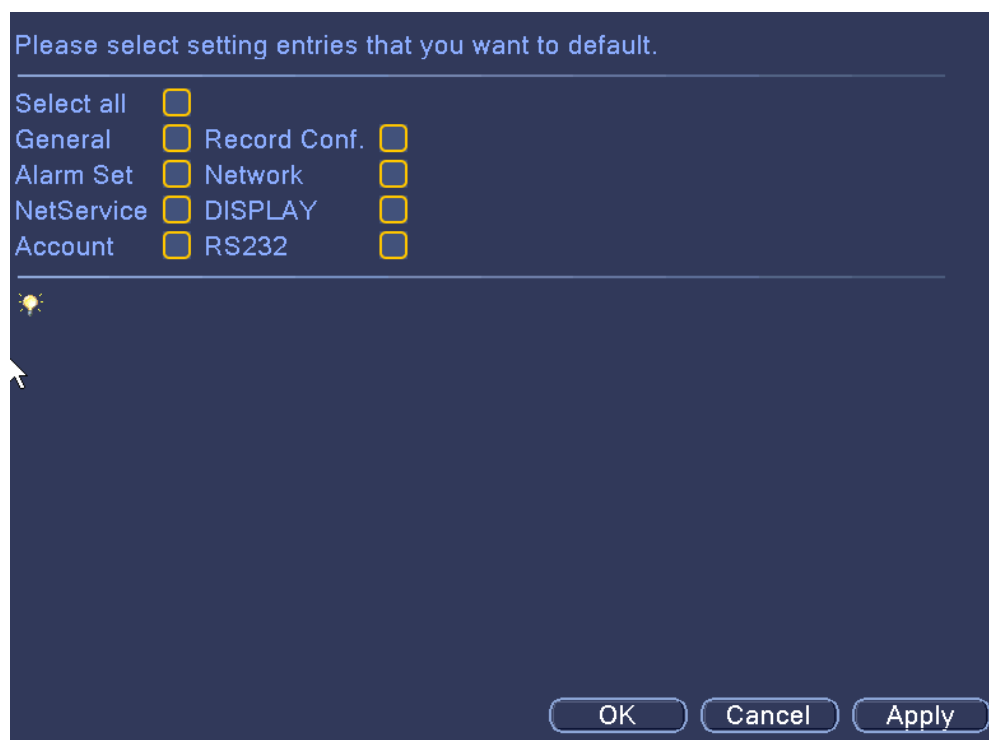 Please select setting entries that you want to default.
Select all
General Record Conf.
Alarm Set Network
NetService DISPLAY
Account RS232
OK Cancel Apply